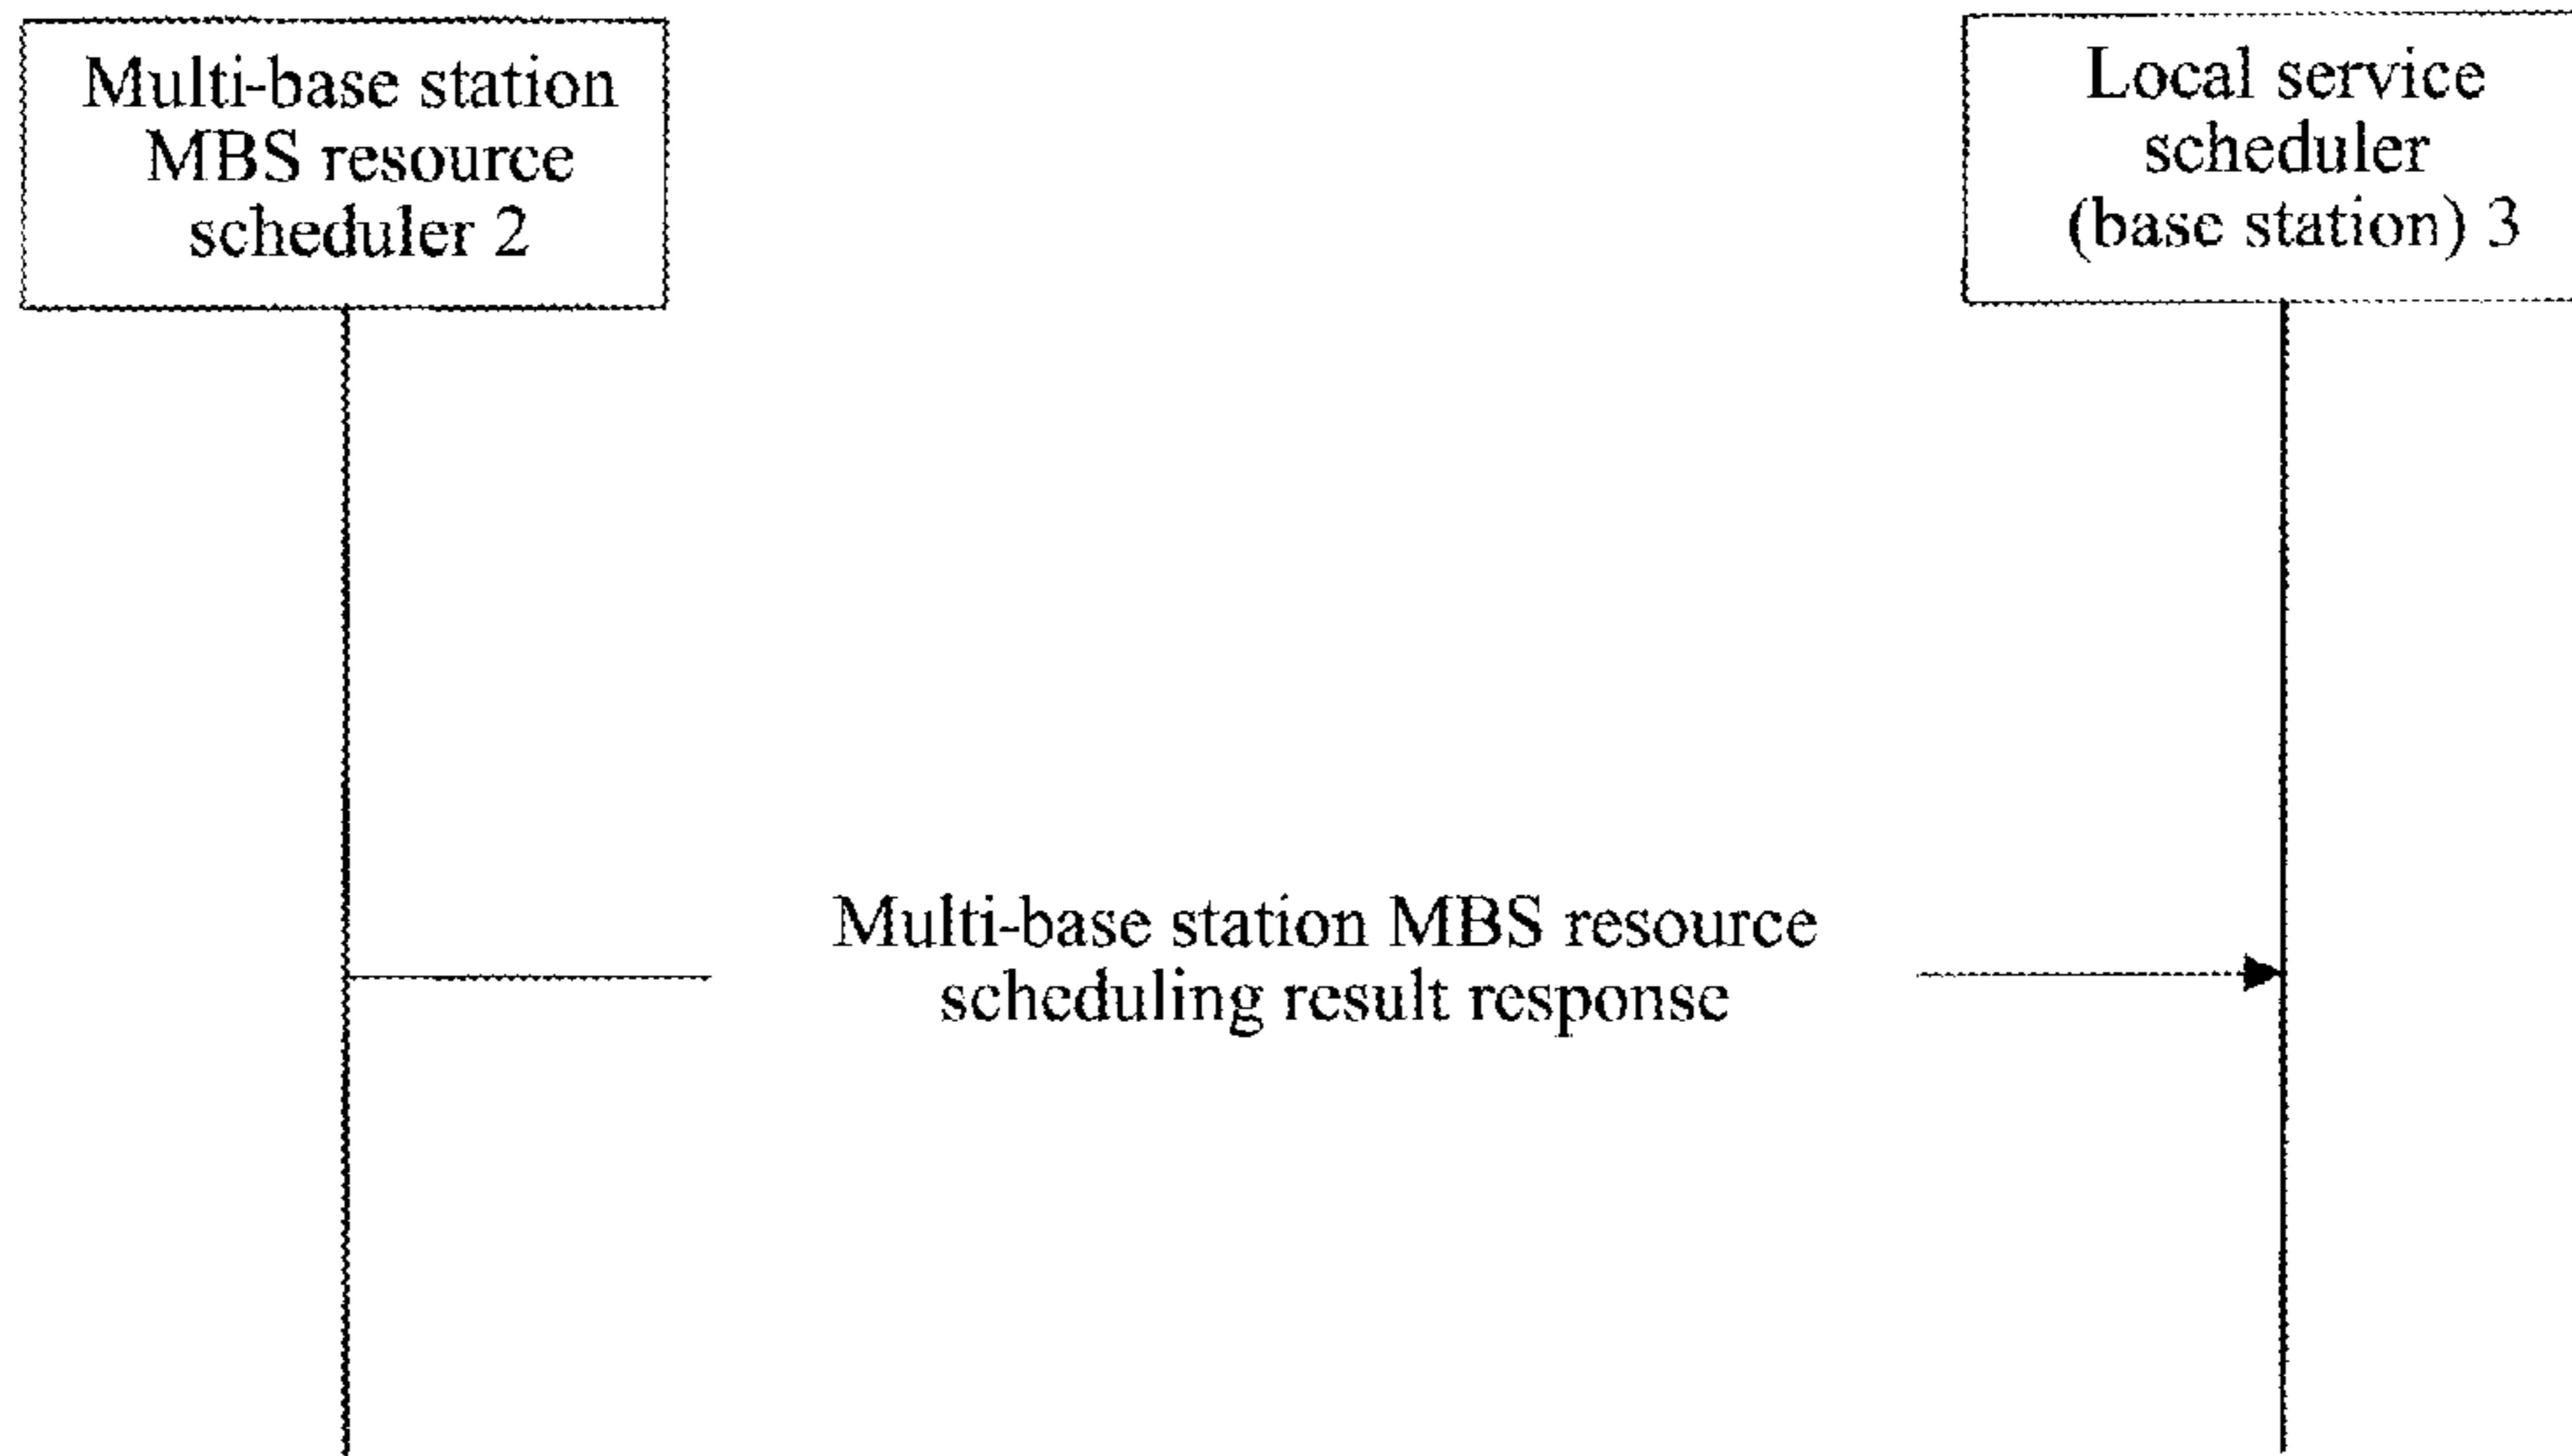 Multi-base station
MBS resource
scheduler 2
Local service
scheduler
(base station) 3
Multi-base station MBS resource
scheduling result response